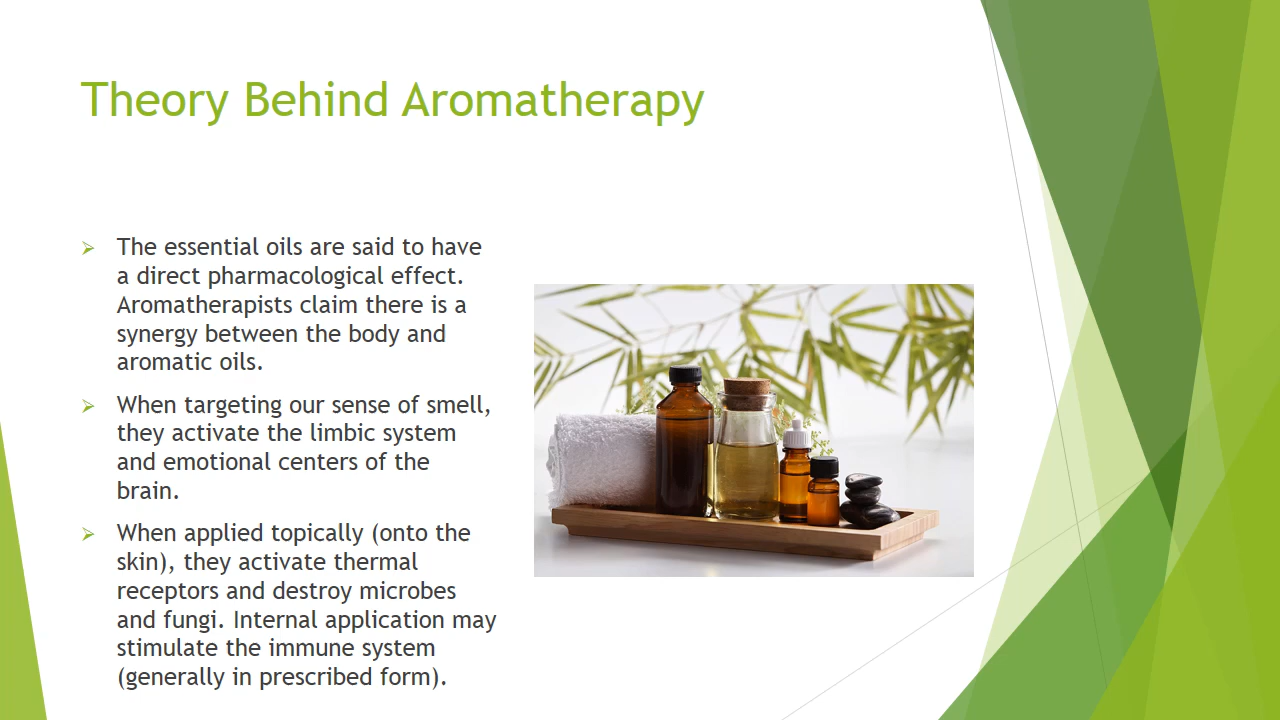 Theory Behind Aromatherapy
The essential oils are said to have
a direct pharmacological effect.
Aromatherapists claim there is a
synergy between the body and
aromatic oils.
When targeting our sense of smell,
they activate the limbic system
and emotional centers of the
brain.
When applied topically (onto the
skin), they activate thermal
receptors and destroy microbes
and fungi. Internal application may
stimulate the immune system
(generally in prescribed form).